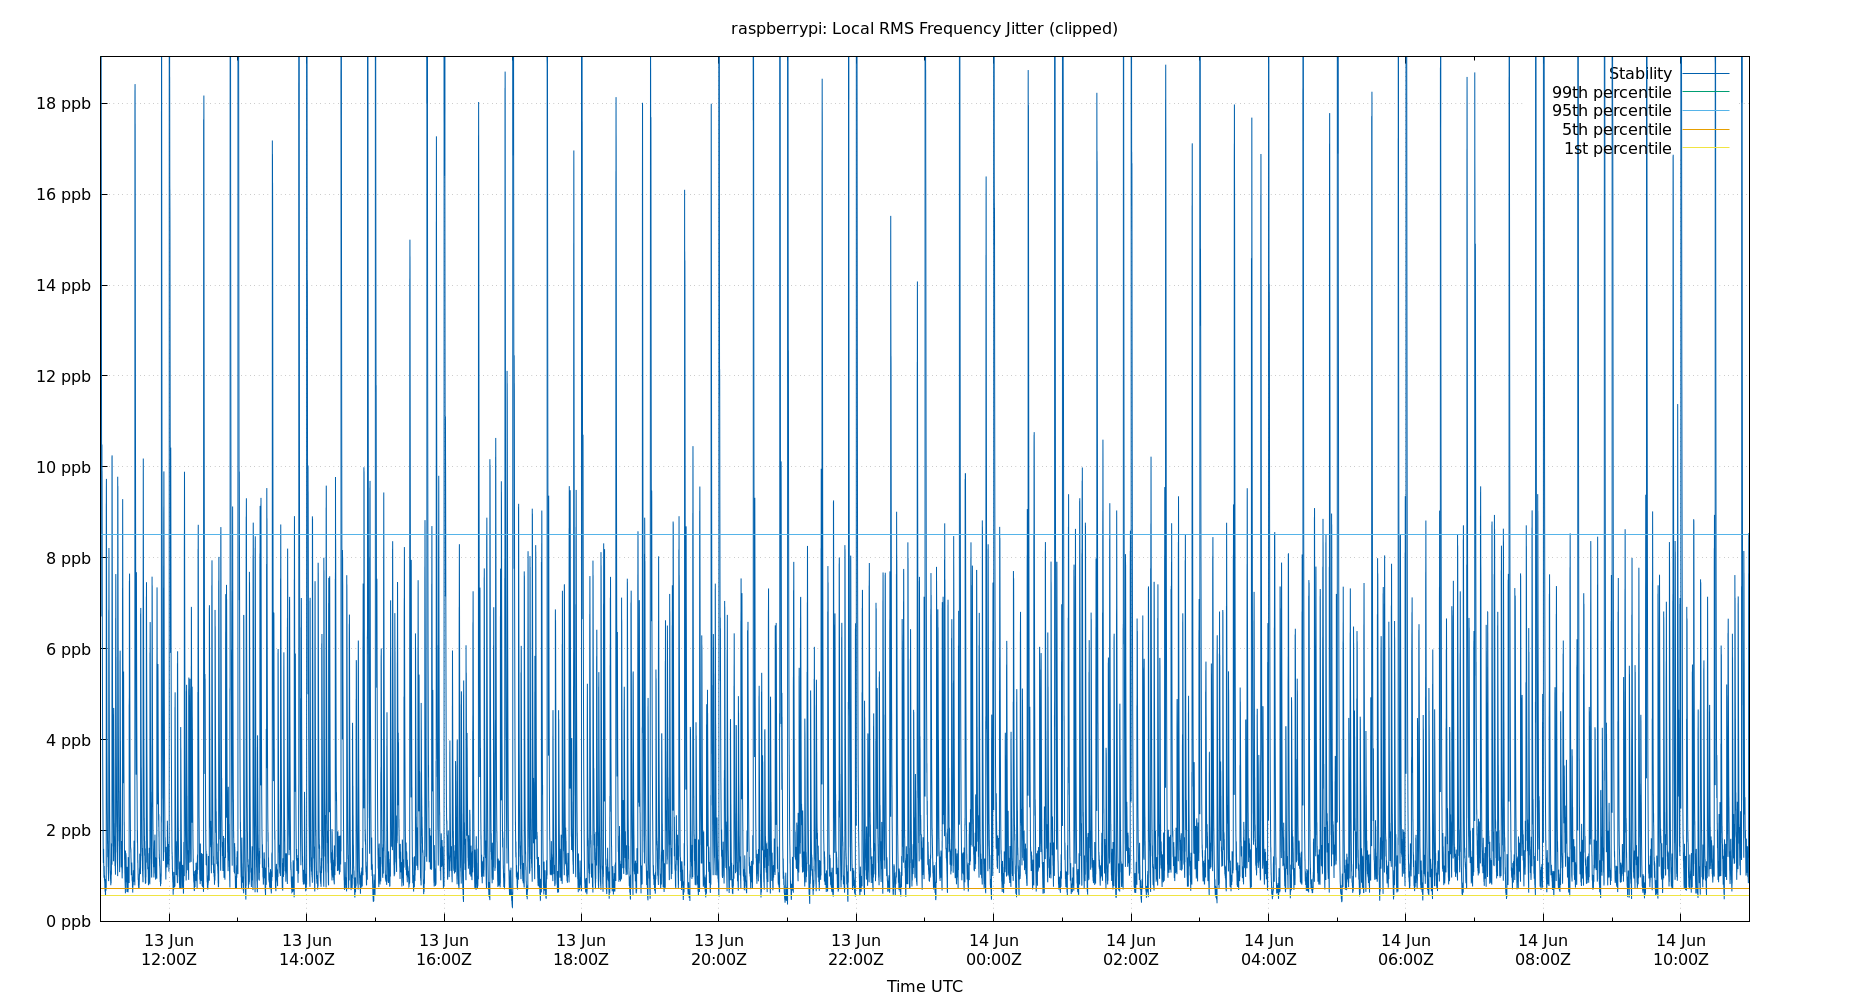 raspberrypi: Local RMS Frequency Jitter (clipped)
Stability
99th percentile
95th percentile
5th percentile
1st percentile
18 ppb
16 ppb
14 ppb
12 ppb
10 ppb
8 ppb
6 ppb
4 ppb
2 ppb
0 ppb
13 Jun 13 Jun 13 Jun 13 Jun 13 Jun 13 Jun 14 Jun 14 Jun 14 Jun 14 Jun 14 Jun 14 Jun
12:00Z 14:00Z 16:00Z 18:00Z 20:00Z 22:00Z 00:00Z 02:00Z 04:00Z 06:00Z 08:00Z 10:00Z
Time UTC